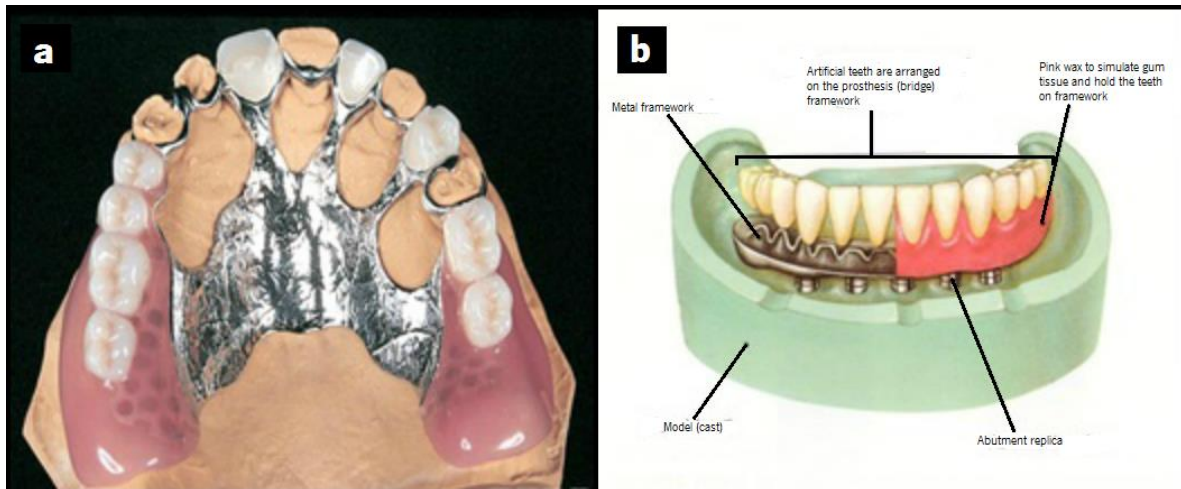 a
b
Artificial teeth are arranged
on the prosthesis (bridge)
framework
Pink wax to simulate gum
tissue and hold the teeth
on framework
Metal framework
Model (cast)
Abutment replica